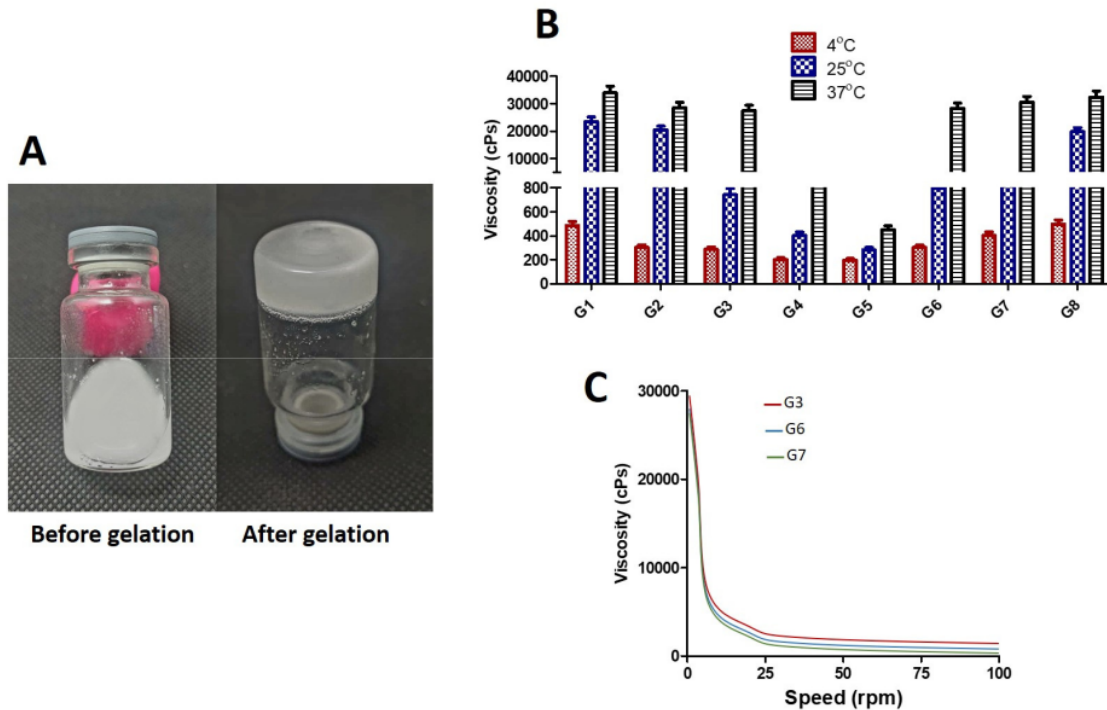 A
Before gelation
After gelation
B
4°C
25°C
37°C
Viscosity (cPs)
40000
30000
20000
10000
800
600
400
200
0
G1 G2 G3 G4 G5 G6 G7 G8
C
G3
G6
G7
Viscosity (cPs)
30000
20000
10000
0
0 25 50 75 100
Speed (rpm)